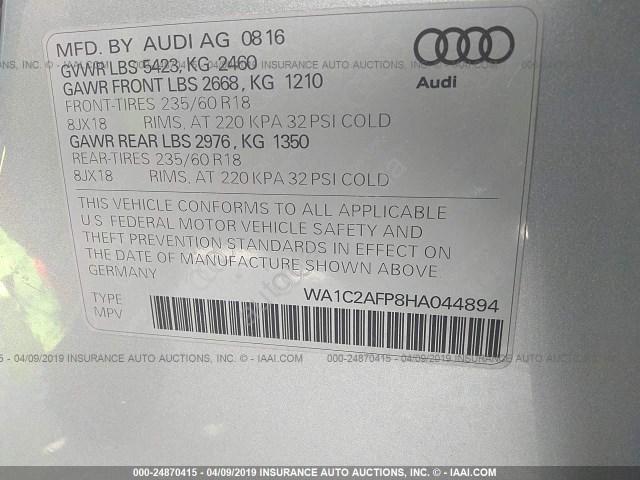 MFD. BY AUDI AG 08 16
GVWR LBS 5423, KG 2460
GAWR FRONT LBS 2668, KG 1210
FRONT-TIRES 235/60 R18
8JX18 RIMS, AT 220 KPA 32 PSI COLD
GAWR REAR LBS 2976, KG 1350
REAR-TIRES 235/60 R18
8JX18 RIMS, AT 220 KPA 32 PSI COLD
Audi
THIS VEHICLE CONFORMS TO ALL APPLICABLE
U.S. FEDERAL MOTOR VEHICLE SAFETY AND
THEFT PREVENTION STANDARDS IN EFFECT ON
THE DATE OF MANUFACTURE SHOWN ABOVE
GERMANY
TYPE
MPV
WA1C2AFP8HA044894
000-24870415 - 04/09/2019 - INSURANCE AUTO AUCTIONS, INC. - © - IAAI.COM